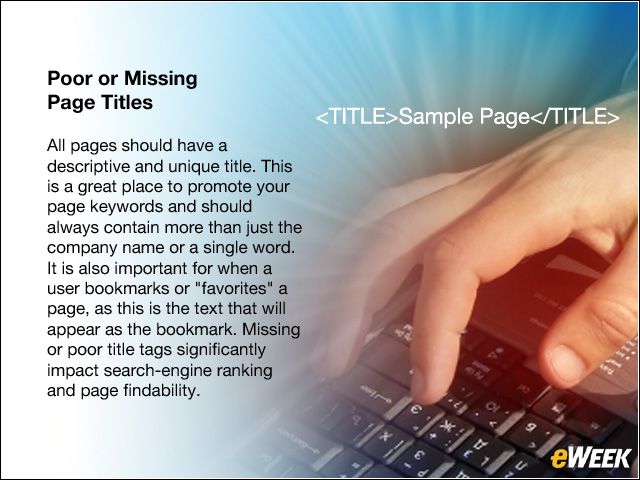 Poor or Missing
Page Titles
<TITLE>Sample Page</TITLE>
All pages should have a
descriptive and unique title. This
is a great place to promote your
page keywords and should
always contain more than just the
company name or a single word.
It is also important for when a
user bookmarks or "favorites" a
page, as this is the text that will
appear as the bookmark. Missing
or poor title tags significantly
impact search-engine ranking
and page findability.
eWEEK